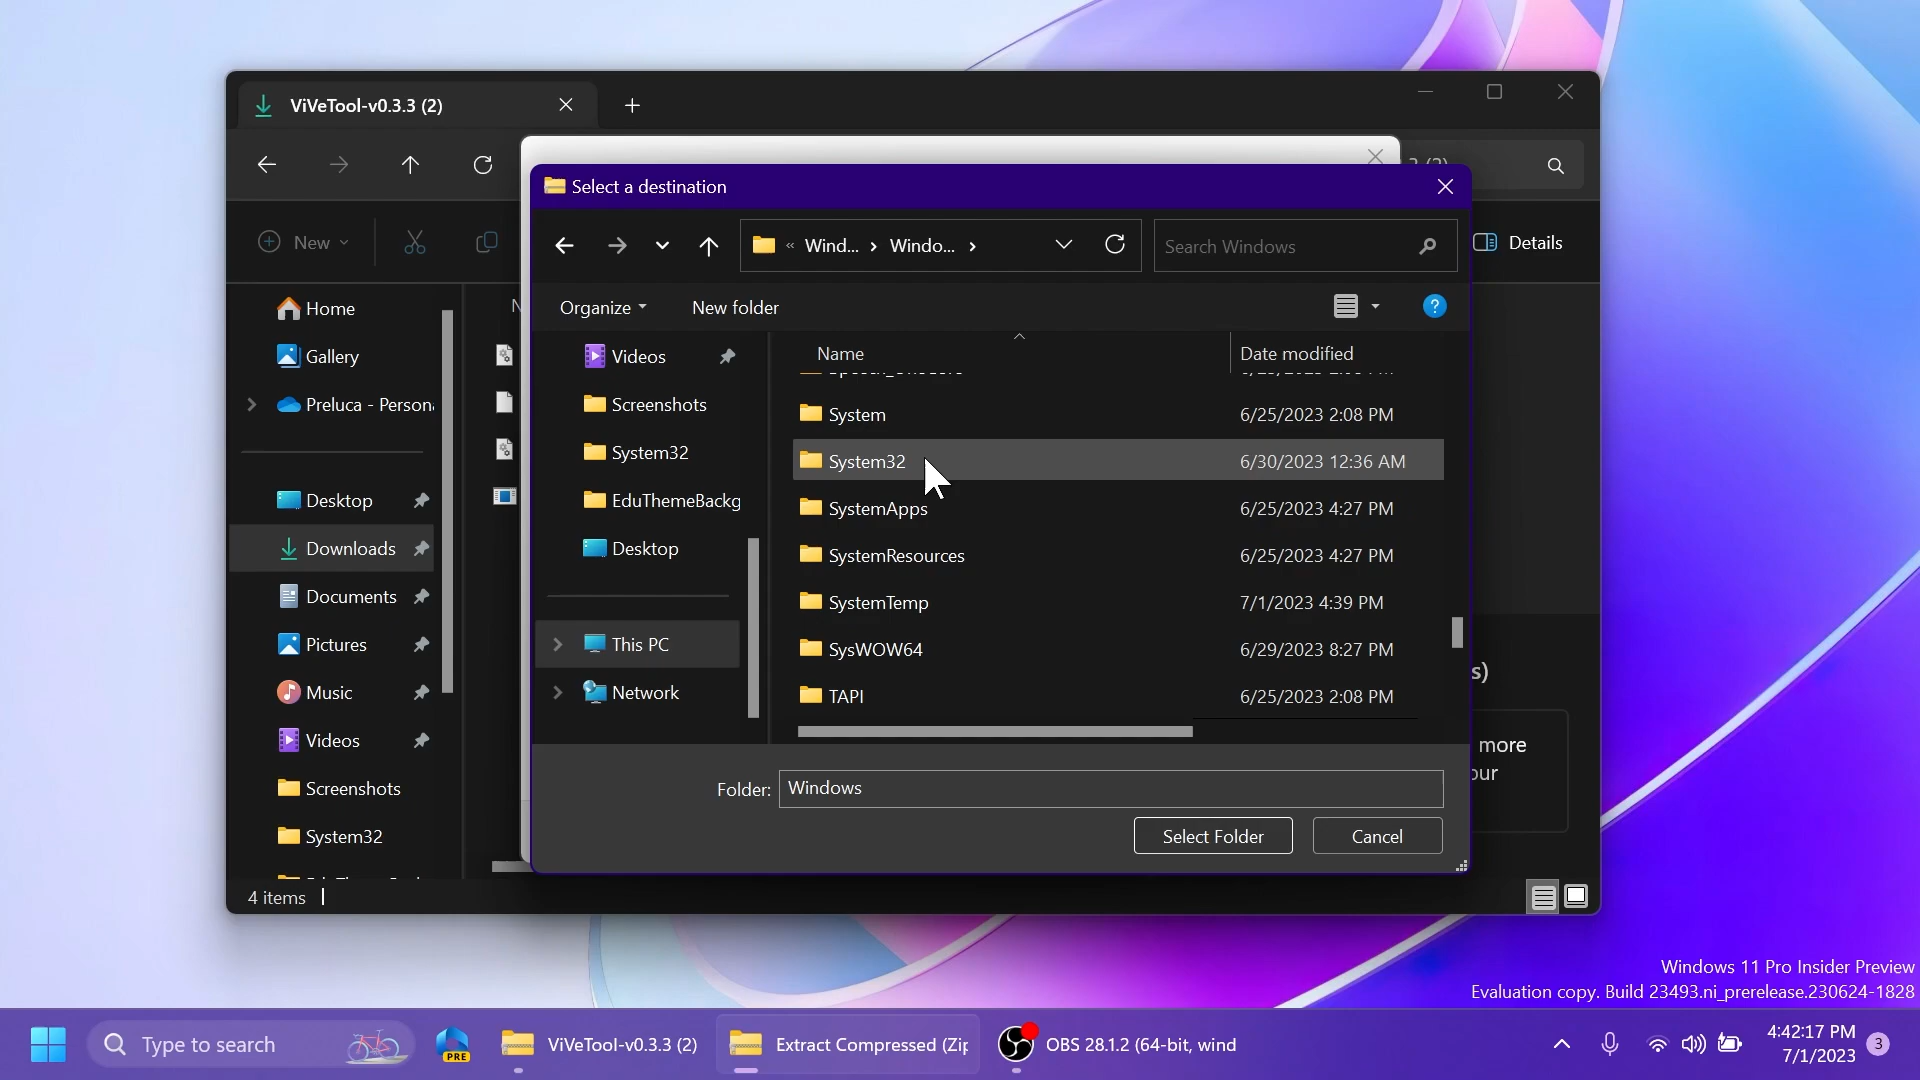 ViVeTool-v0.3.3 (2)
Select a destination
Wind... › Windo... ›
Search Windows
New
Details
Organize
New folder
Home
Gallery
Preluca - Person
Desktop
Downloads
Documents
Pictures
Music
Videos
Screenshots
System32
4 items
Videos
Screenshots
System32
EduThemeBackg
Desktop
This PC
Network
Name
Date modified
System 6/25/2023 2:08 PM
System32 6/30/2023 12:36 AM
SystemApps 6/25/2023 4:27 PM
SystemResources 6/25/2023 4:27 PM
SystemTemp 7/1/2023 4:39 PM
SysWOW64 6/29/2023 8:27 PM
TAPI 6/25/2023 2:08 PM
Folder: Windows
Select Folder
Cancel
s)
more
Windows 11 Pro Insider Preview
Evaluation copy. Build 23493.ni_prerelease.230624-1828
Type to search
PRE
ViVeTool-v0.3.3 (2)
Extract Compressed (Zip
OBS 28.1.2 (64-bit, wind
4:42:17 PM
7/1/2023
3